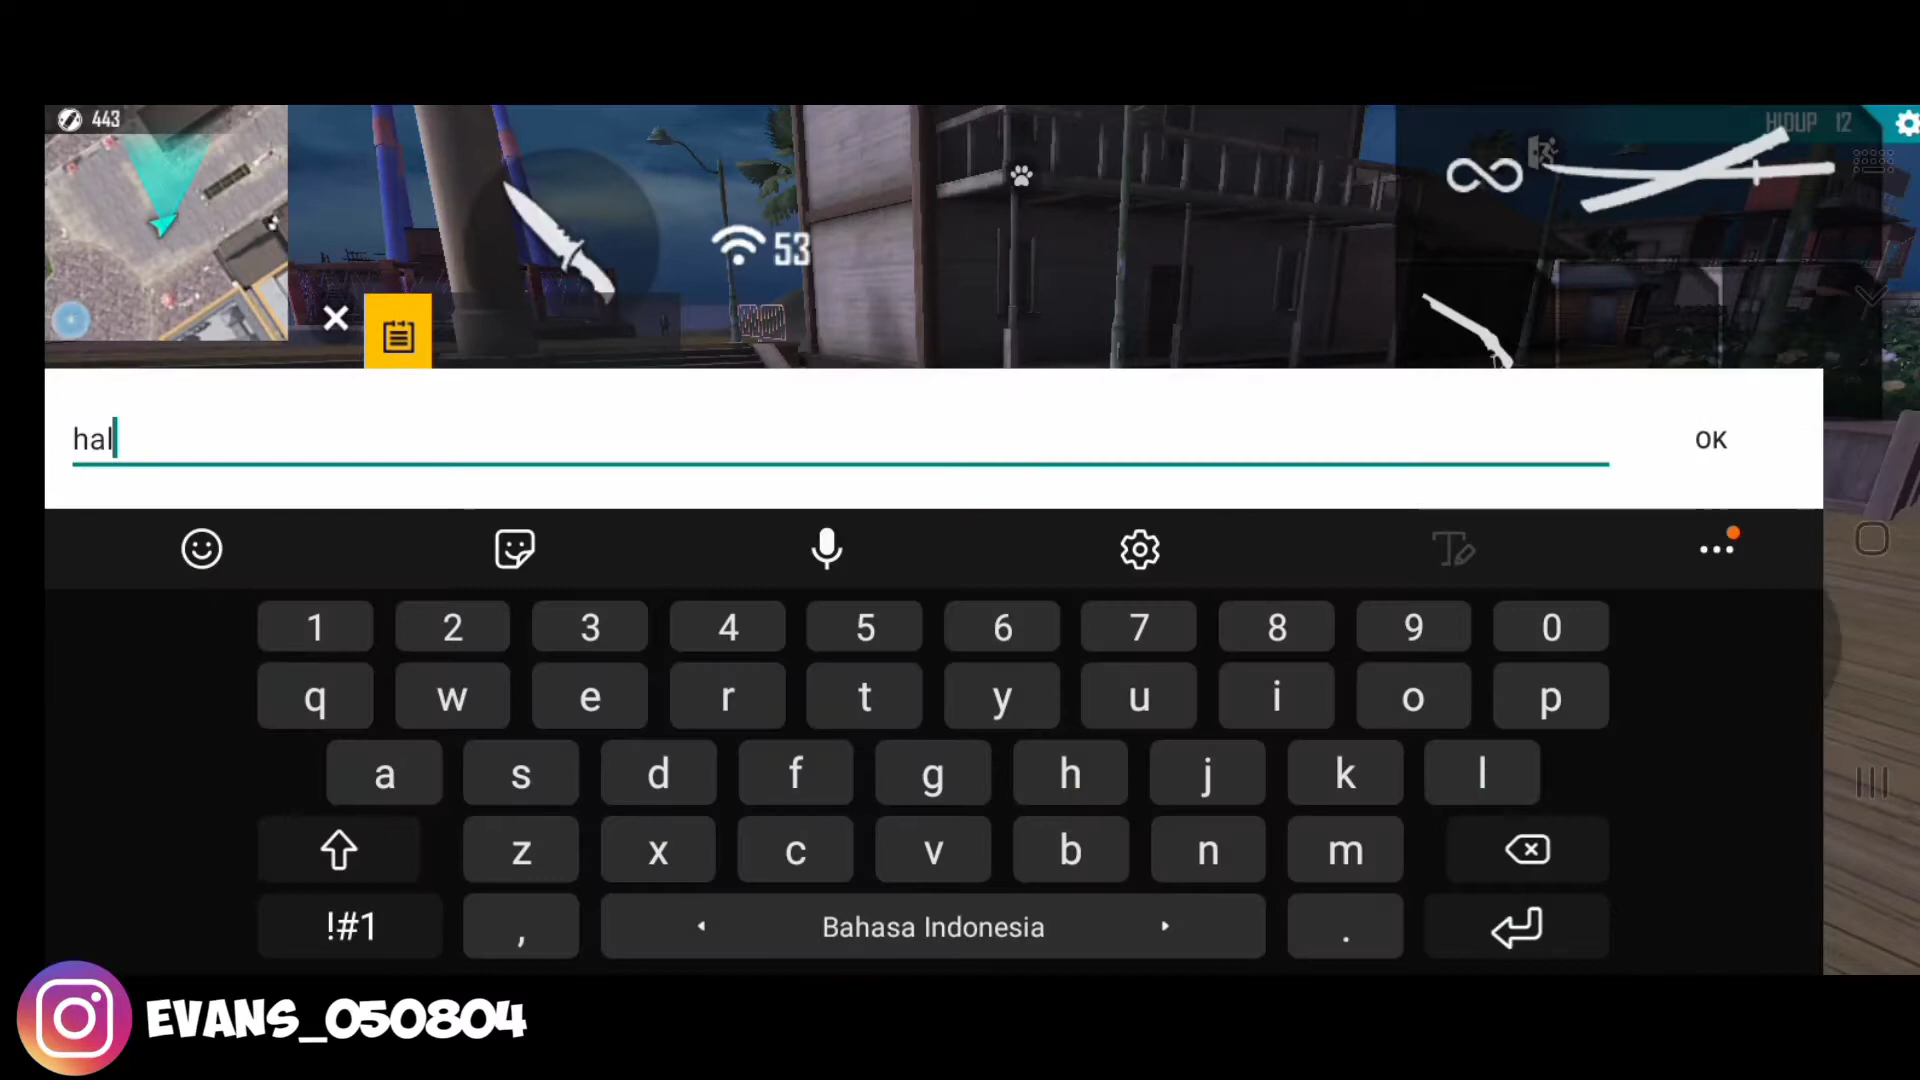 443
HIDUP 12
53
hal
OK
1 2 3 4 5 6 7 8 9 0
q w e r t y u i o p
a s d f g h j k l
z x c v b n m
!#1 , Bahasa Indonesia .
EVANS_050804